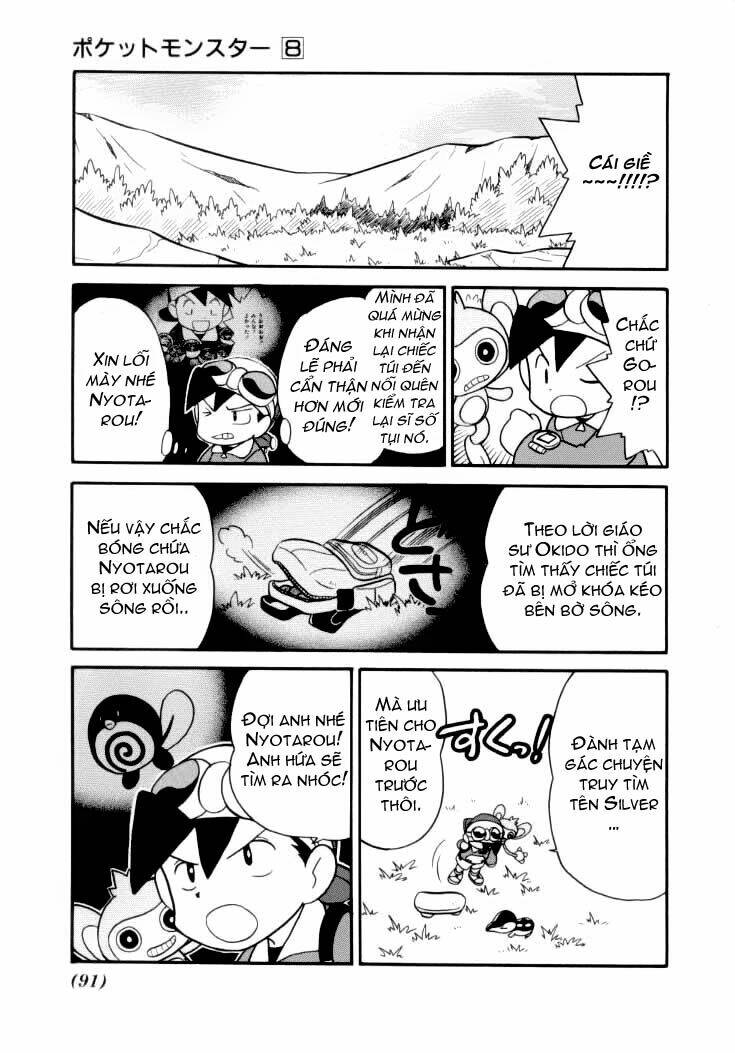 ポケットモンスター 8
CÁI GIỀ
~~~!!!!?
CHẮC
CHỨ
GO-
ROU
!?
MÌNH ĐÃ
QUÁ MỪNG
KHI NHẬN
LẠI CHIẾC
TÚI ĐẾN
NỖI QUÊN
KIỂM TRA
LẠI SĨ SỐ
TỤI NÓ.
ĐÁNG
LẼ PHẢI
CẨN THẬN
HƠN MỚI
ĐÚNG!
XIN LỖI
MÀY NHÉ
NYOTA-
ROU!
THEO LỜI GIÁO
SƯ OKIDO THÌ ỔNG
TÌM THẤY CHIẾC TÚI
ĐÃ BỊ MỞ KHÓA KÉO
BÊN BỜ SÔNG.
どさっ
NẾU VẬY CHẮC
BÓNG CHỨA
NYOTAROU
BỊ RƠI XUỐNG
SÔNG RỒI..
ĐÀNH TẠM
GÁC CHUYỆN
TRUY TÌM
TÊN SILVER
...
すくっ!
MÀ ƯU
TIÊN CHO
NYOTA-
ROU
TRƯỚC
THÔI.
ĐỢI ANH NHÉ
NYOTAROU!
ANH HỨA SẼ
TÌM RA NHÓC!
(91)